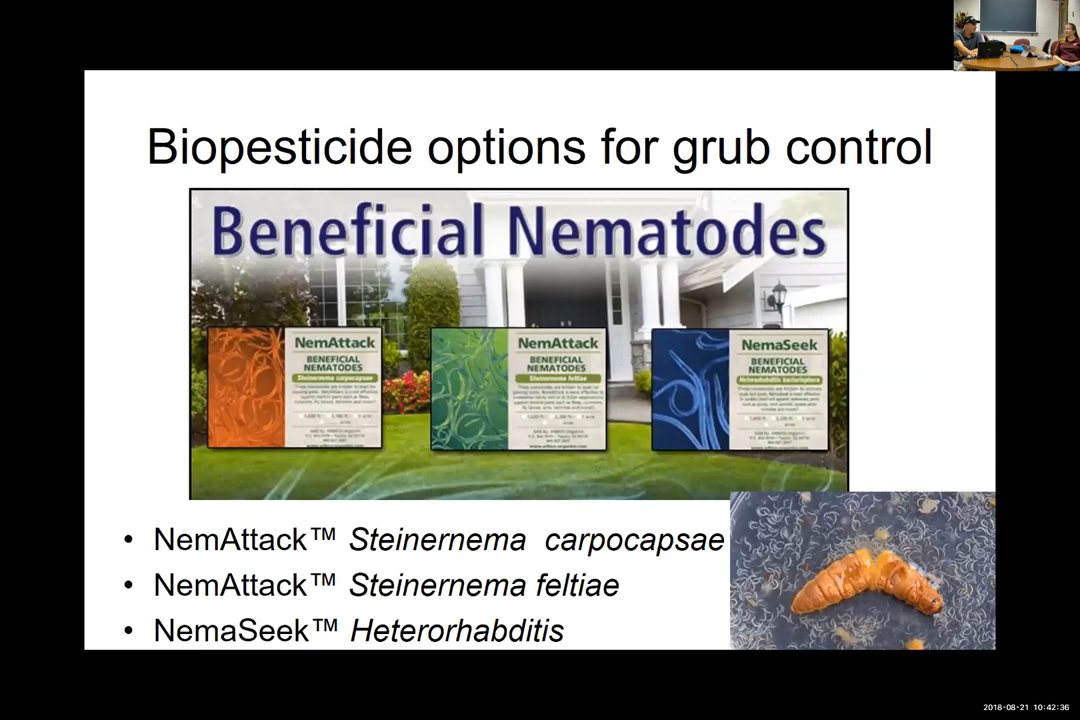 Biopesticide options for grub control
Beneficial Nematodes
NemAttack
BENEFICIAL
NEMATODES
Steinernema carpocapsae
NemAttack
BENEFICIAL
NEMATODES
Steinernema feltiae
NemaSeek
BENEFICIAL
NEMATODES
Heterorhabditis bacteriophora
• NemAttack™ Steinernema carpocapsae
• NemAttack™ Steinernema feltiae
• NemaSeek™ Heterorhabditis
2018-08-21 10:42:36